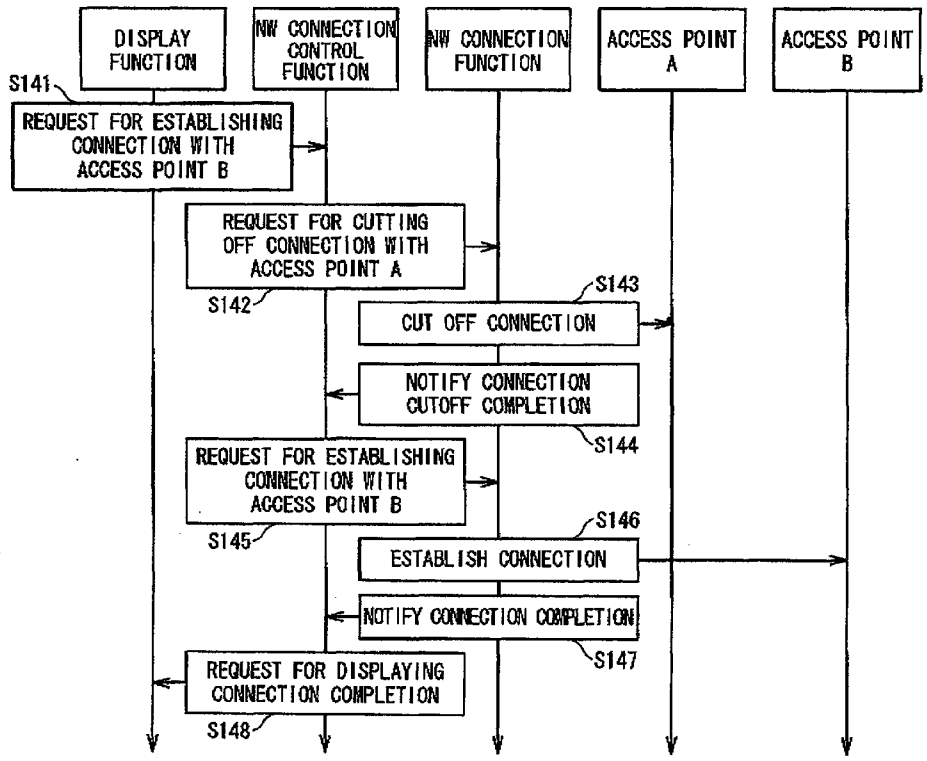 DISPLAY
FUNCTION
NW CONNECTION
CONTROL
FUNCTION
NW CONNECTION
FUNCTION
ACCESS POINT
A
ACCESS POINT
B
S141
REQUEST FOR ESTABLISHING
CONNECTION WITH
ACCESS POINT B
REQUEST FOR CUTTING
OFF CONNECTION WITH
ACCESS POINT A
S142
S143
CUT OFF CONNECTION
NOTIFY CONNECTION
CUTOFF COMPLETION
S144
REQUEST FOR ESTABLISHING
CONNECTION WITH
ACCESS POINT B
S145
S146
ESTABLISH CONNECTION
NOTIFY CONNECTION COMPLETION
S147
REQUEST FOR DISPLAYING
CONNECTION COMPLETION
S148